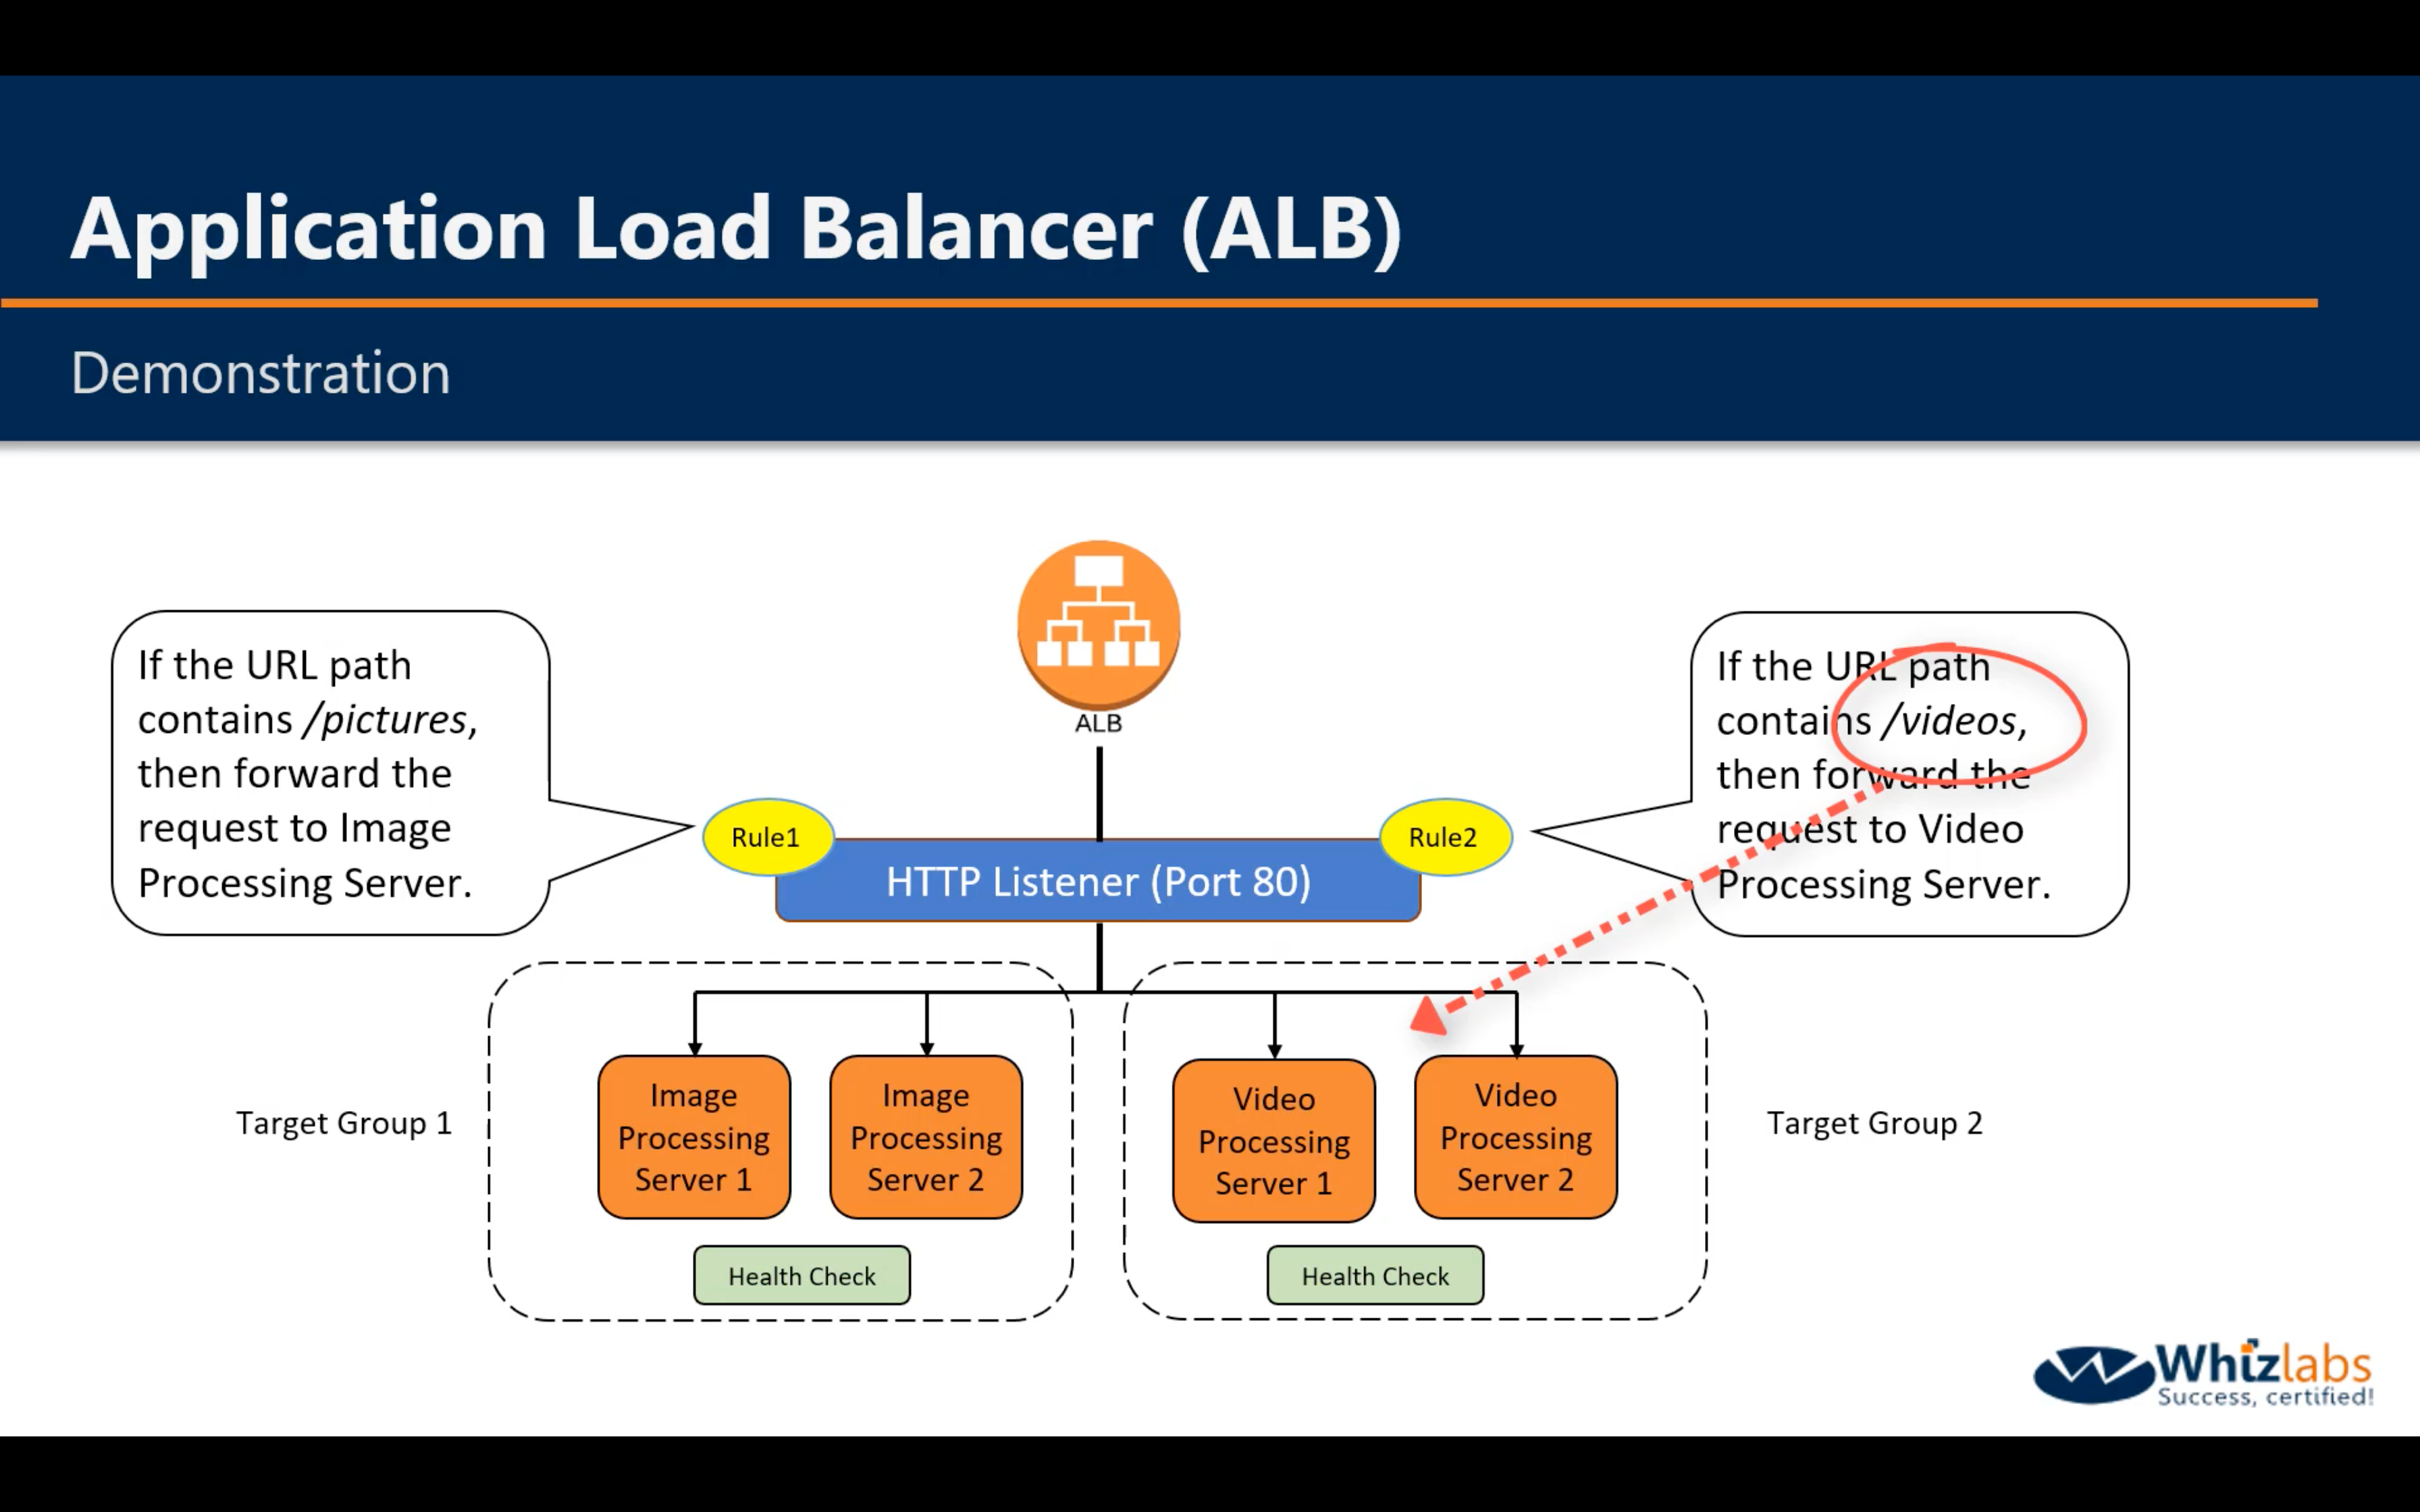 Application Load Balancer (ALB)
Demonstration
ALB
If the URL path
contains /pictures,
then forward the
request to Image
Processing Server.
If the URL path
contains /videos,
then forward the
request to Video
Processing Server.
Rule1
Rule2
HTTP Listener (Port 80)
Target Group 1
Image
Processing
Server 1
Image
Processing
Server 2
Video
Processing
Server 1
Video
Processing
Server 2
Target Group 2
Health Check
Health Check
Whizlabs
Success, certified!